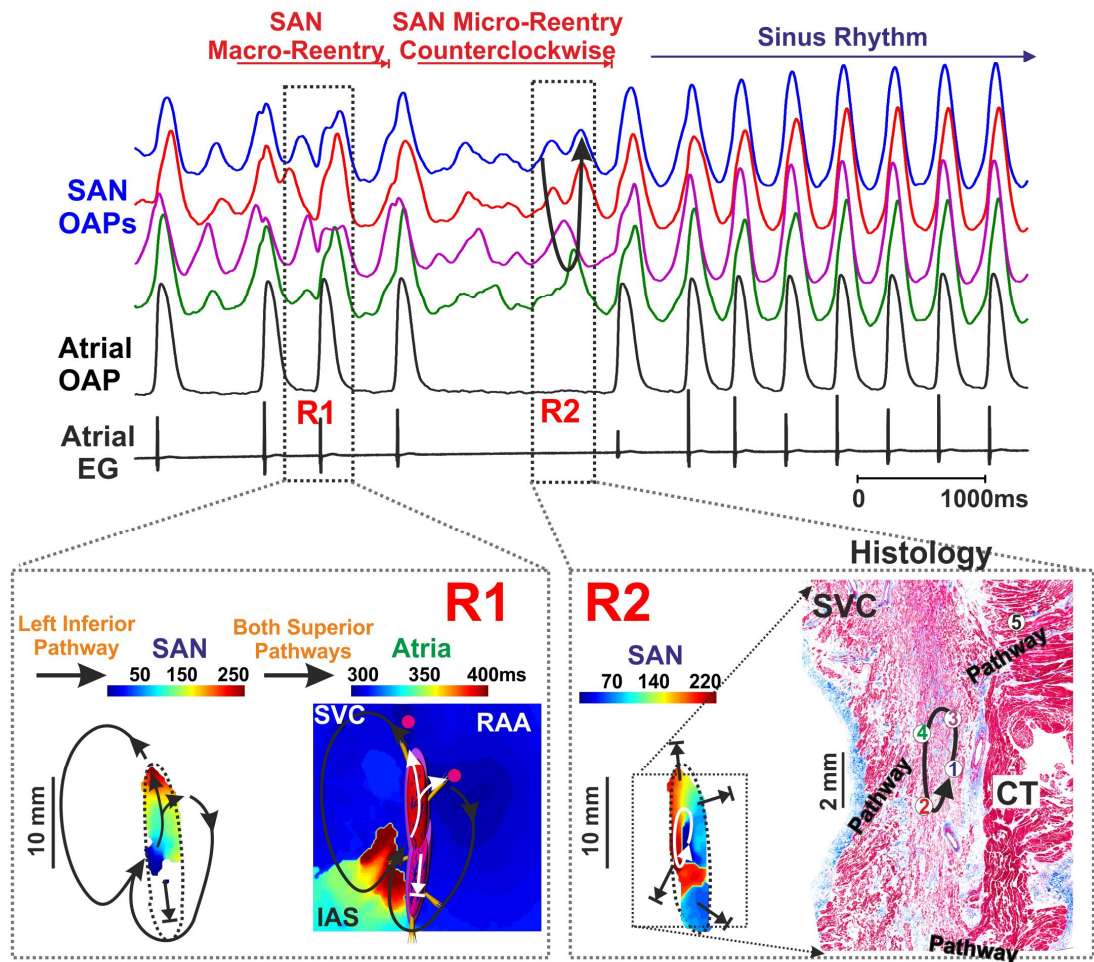 SAN
Macro-Reentry
SAN Micro-Reentry
Counterclockwise
Sinus Rhythm
SAN
OAPs
Atrial
OAP
R1
R2
Atrial
EG
0 1000ms
Histology
R1
Left Inferior
Pathway
SAN
50 150 250
Both Superior
Pathways
Atria
300 350 400ms
SVC
RAA
IAS
10 mm
R2
SAN
70 140 220
10 mm
SVC
5
Pathway
4
3
1
2
Pathway
CT
2 mm
Pathway